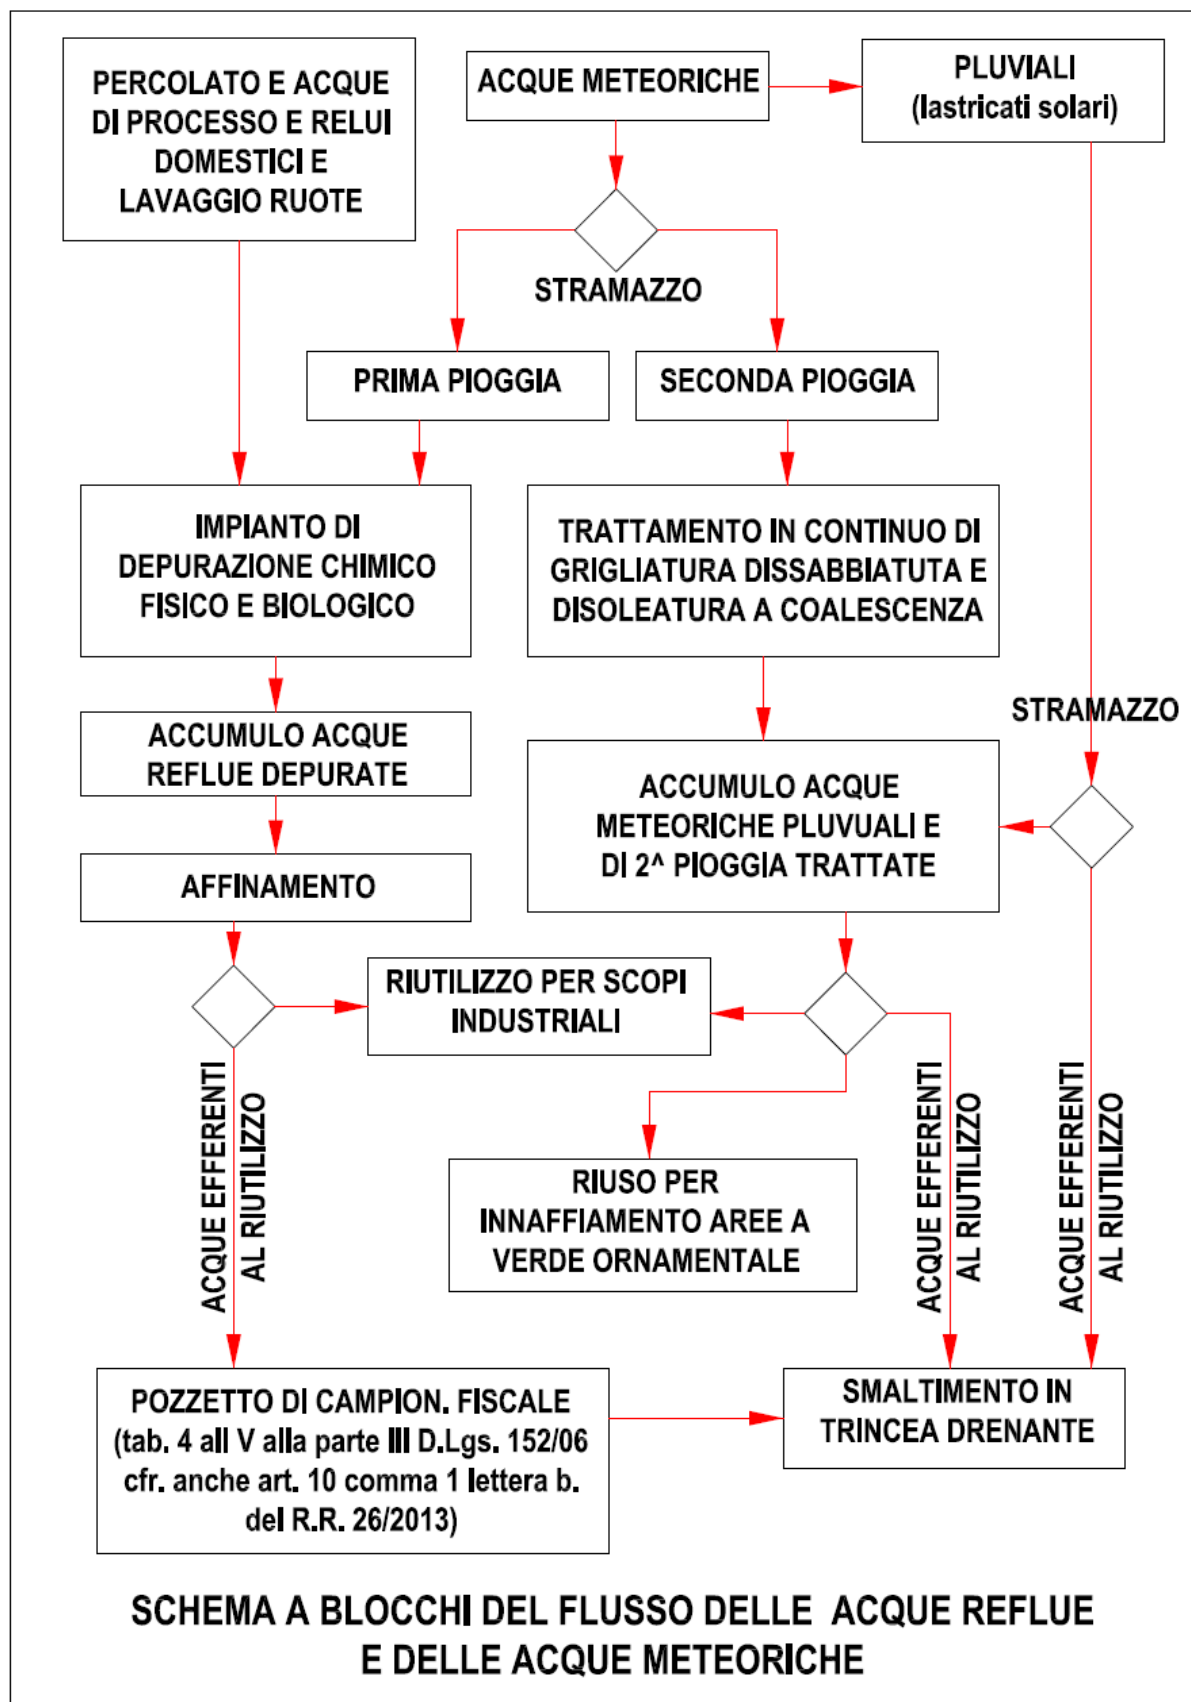 PERCOLATO E ACQUE
DI PROCESSO E RELUI
DOMESTICI E
LAVAGGIO RUOTE
ACQUE METEORICHE
PLUVIALI
(lastricati solari)
STRAMAZZO
PRIMA PIOGGIA
SECONDA PIOGGIA
IMPIANTO DI
DEPURAZIONE CHIMICO
FISICO E BIOLOGICO
TRATTAMENTO IN CONTINUO DI
GRIGLIATURA DISSABBIATUTA E
DISOLEATURA A COALESCENZA
STRAMAZZO
ACCUMULO ACQUE
REFLUE DEPURATE
ACCUMULO ACQUE
METEORICHE PLUVUALI E
DI 2^ PIOGGIA TRATTATE
AFFINAMENTO
RIUTILIZZO PER SCOPI
INDUSTRIALI
ACQUE EFFERENTI
AL RIUTILIZZO
RIUSO PER
INNAFFIAMENTO AREE A
VERDE ORNAMENTALE
ACQUE EFFERENTI
AL RIUTILIZZO
ACQUE EFFERENTI
AL RIUTILIZZO
POZZETTO DI CAMPION. FISCALE
(tab. 4 all V alla parte III D.Lgs. 152/06
cfr. anche art. 10 comma 1 lettera b.
del R.R. 26/2013)
SMALTIMENTO IN
TRINCEA DRENANTE
SCHEMA A BLOCCHI DEL FLUSSO DELLE ACQUE REFLUE
E DELLE ACQUE METEORICHE